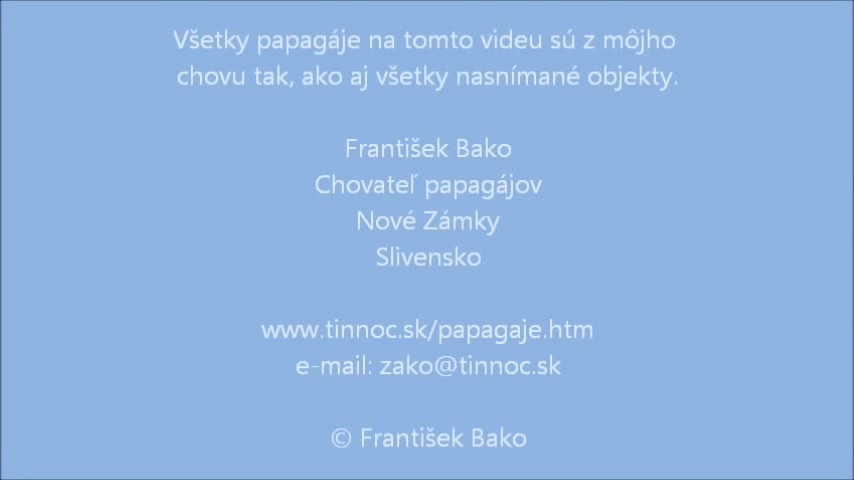 Všetky papagáje na tomto videu sú z môjho
chovu tak, ako aj všetky nasnímané objekty.
František Bako
Chovateľ papagájov
Nové Zámky
Slivensko
www.tinnoc.sk/papagaje.htm
e-mail: zako@tinnoc.sk
© František Bako